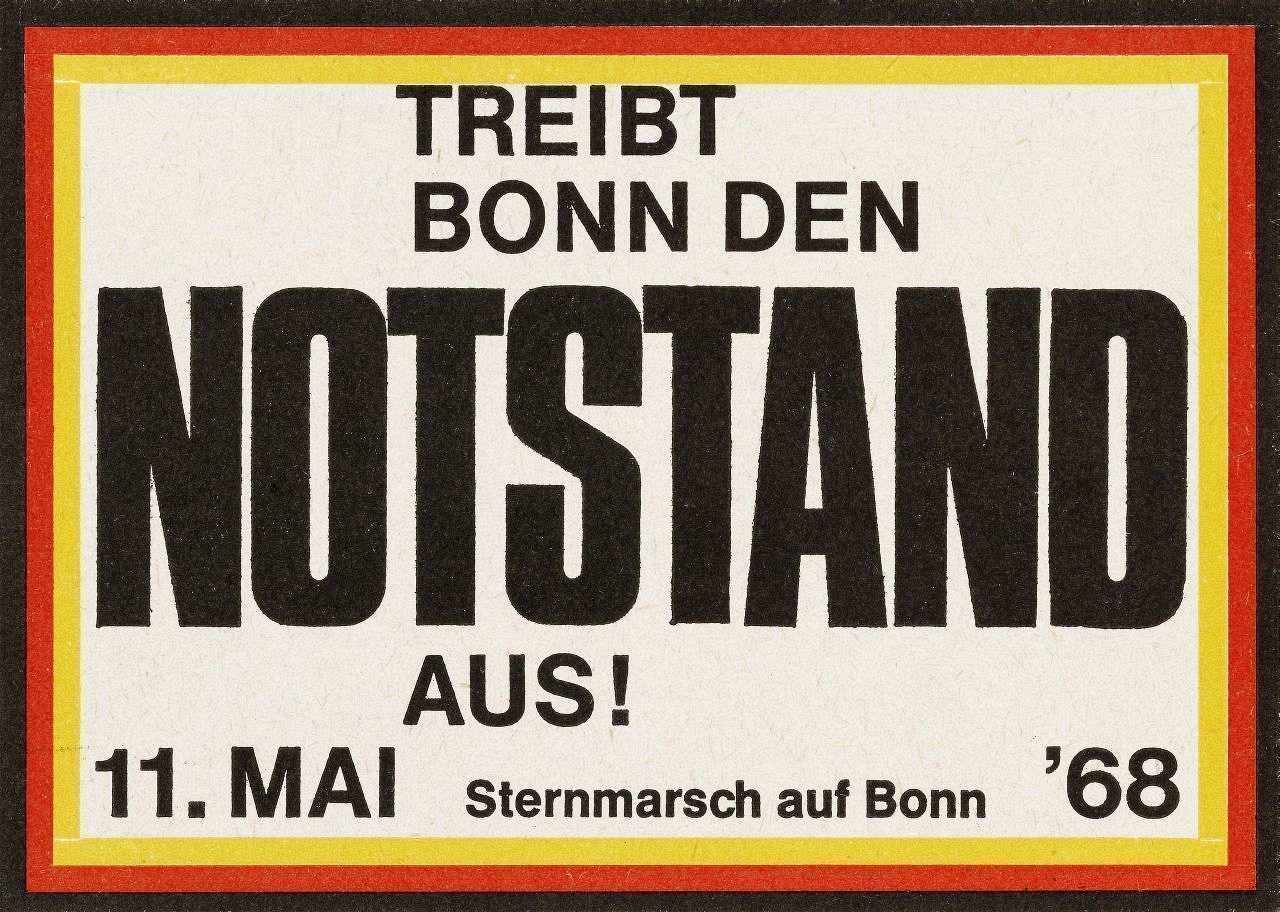 TREIBT
BONN DEN
NOTSTAND
AUS!
11. MAI Sternmarsch auf Bonn ’68